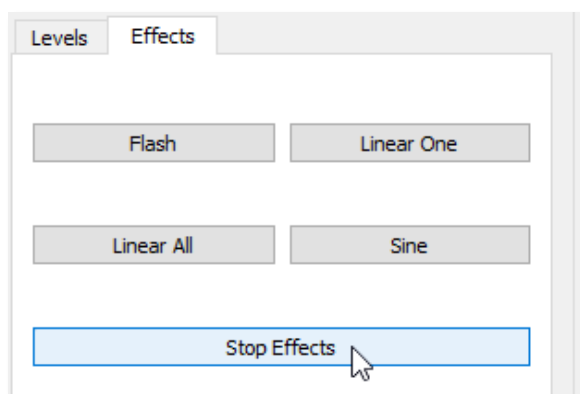 Levels Effects
Flash Linear One
Linear All Sine
Stop Effects